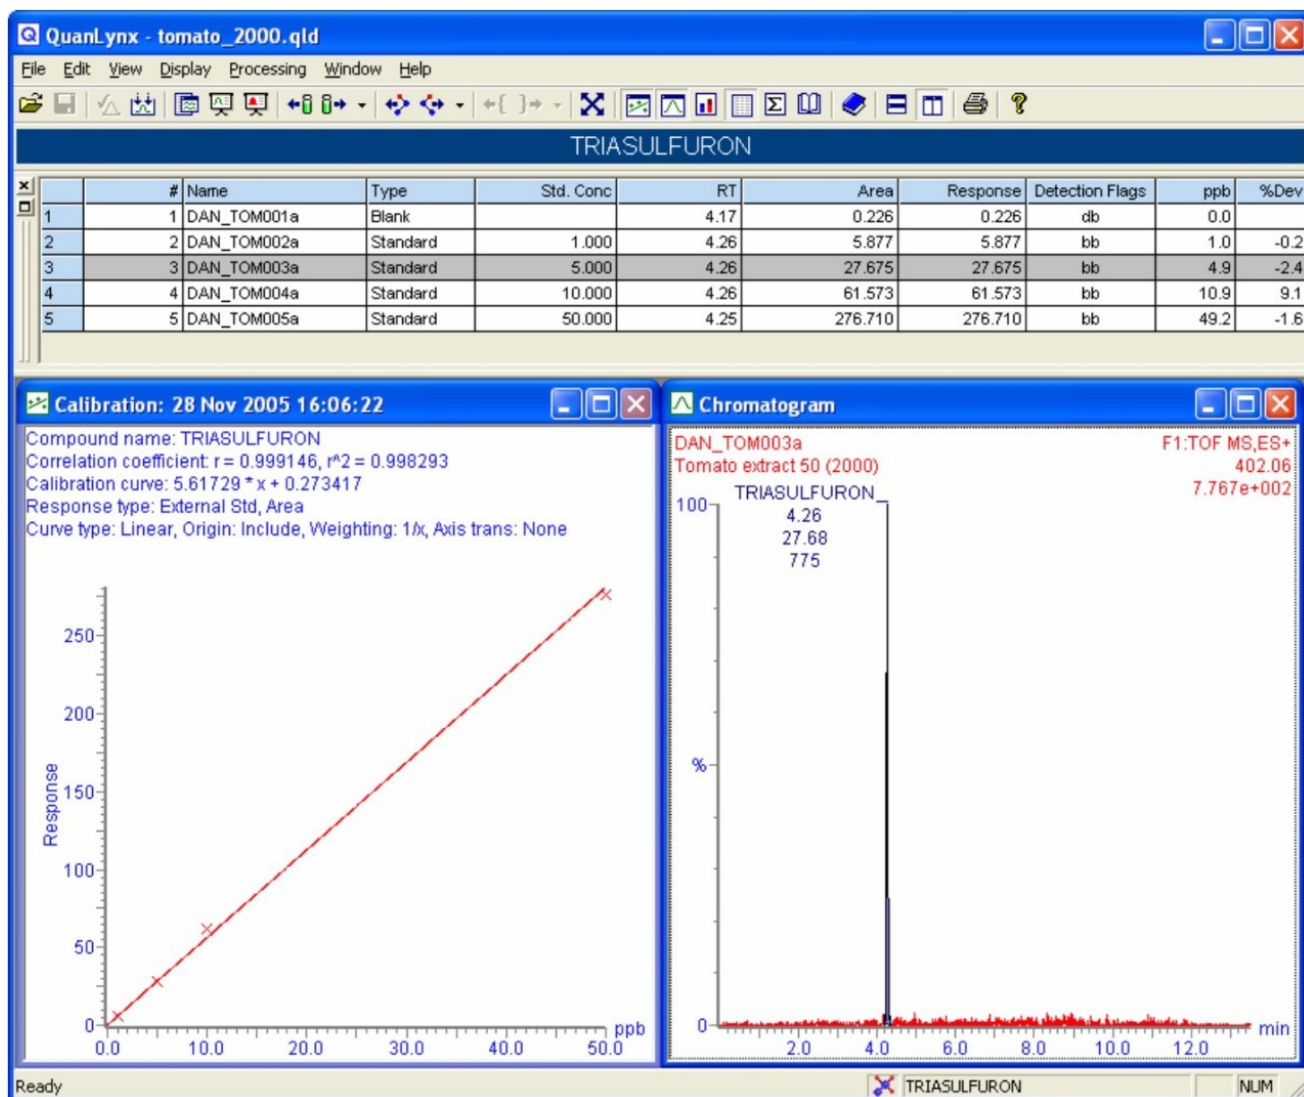 QuanLynx - tomato_2000.qld
File Edit View Display Processing Window Help
TRIASULFURON
# Name Type Std. Conc RT Area Response Detection Flags ppb %Dev
1 1 DAN_TOM001a Blank 4.17 0.226 0.226 db 0.0
2 2 DAN_TOM002a Standard 1.000 4.26 5.877 5.877 bb 1.0 -0.2
3 3 DAN_TOM003a Standard 5.000 4.26 27.675 27.675 bb 4.9 -2.4
4 4 DAN_TOM004a Standard 10.000 4.26 61.573 61.573 bb 10.9 9.1
5 5 DAN_TOM005a Standard 50.000 4.25 276.710 276.710 bb 49.2 -1.6
Calibration: 28 Nov 2005 16:06:22
Compound name: TRIASULFURON
Correlation coefficient: r = 0.999146, r^2 = 0.998293
Calibration curve: 5.61729 * x + 0.273417
Response type: External Std, Area
Curve type: Linear, Origin: Include, Weighting: 1/x, Axis trans: None
250
200
150
100
50
0
Response
ppb
0.0 10.0 20.0 30.0 40.0 50.0
Chromatogram
DAN_TOM003a F1:TOF MS,ES+
Tomato extract 50 (2000) 402.06
7.767e+002
TRIASULFURON
4.26
27.68
775
100
%
0
min
2.0 4.0 6.0 8.0 10.0 12.0
Ready TRIASULFURON NUM